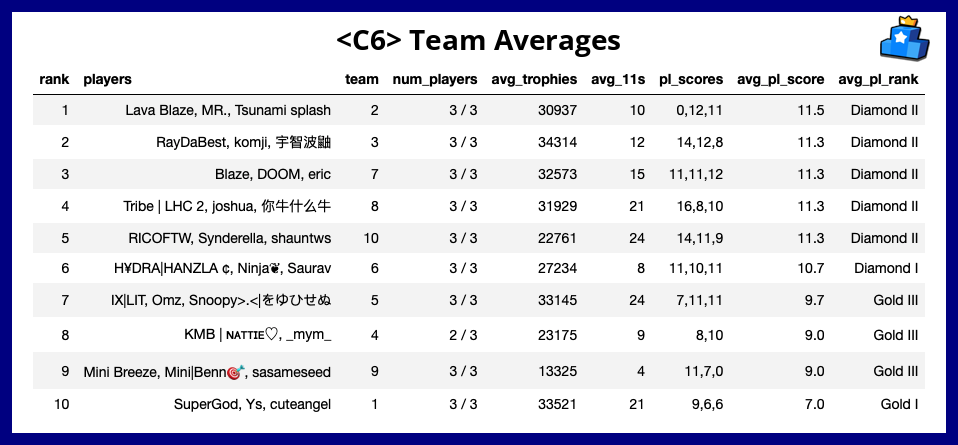 <C6> Team Averages
rank players team num_players avg_trophies avg_11s pl_scores avg_pl_score avg_pl_rank
1 Lava Blaze, MR., Tsunami splash 2 3 / 3 30937 10 0,12,11 11.5 Diamond II
2 RayDaBest, komji, 宇智波鼬 3 3 / 3 34314 12 14,12,8 11.3 Diamond II
3 Blaze, DOOM, eric 7 3 / 3 32573 15 11,11,12 11.3 Diamond II
4 Tribe | LHC 2, joshua, 你牛什么牛 8 3 / 3 31929 21 16,8,10 11.3 Diamond II
5 RICOFTW, Synderella, shauntws 10 3 / 3 22761 24 14,11,9 11.3 Diamond II
6 H¥DRA|HANZLA ¢, Ninja❦, Saurav 6 3 / 3 27234 8 11,10,11 10.7 Diamond I
7 IX|LIT, Omz, Snoopy>.<|をゆひせぬ 5 3 / 3 33145 24 7,11,11 9.7 Gold III
8 KMB | ɴᴀᴛᴛɪᴇ♡, _mym_ 4 2 / 3 23175 9 8,10 9.0 Gold III
9 Mini Breeze, Mini|Benn🎯, sasameseed 9 3 / 3 13325 4 11,7,0 9.0 Gold III
10 SuperGod, Ys, cuteangel 1 3 / 3 33521 21 9,6,6 7.0 Gold I